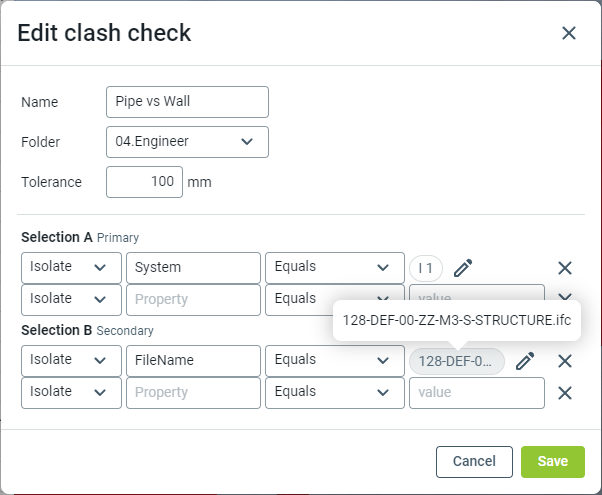 Edit clash check
Name Pipe vs Wall
Folder 04.Engineer
Tolerance 100 mm
Selection A Primary
Isolate System Equals I 1
Isolate Property Equals value
128-DEF-00-ZZ-M3-S-STRUCTURE.ifc
Selection B Secondary
Isolate FileName Equals 128-DEF-0...
Isolate Property Equals value
Cancel Save